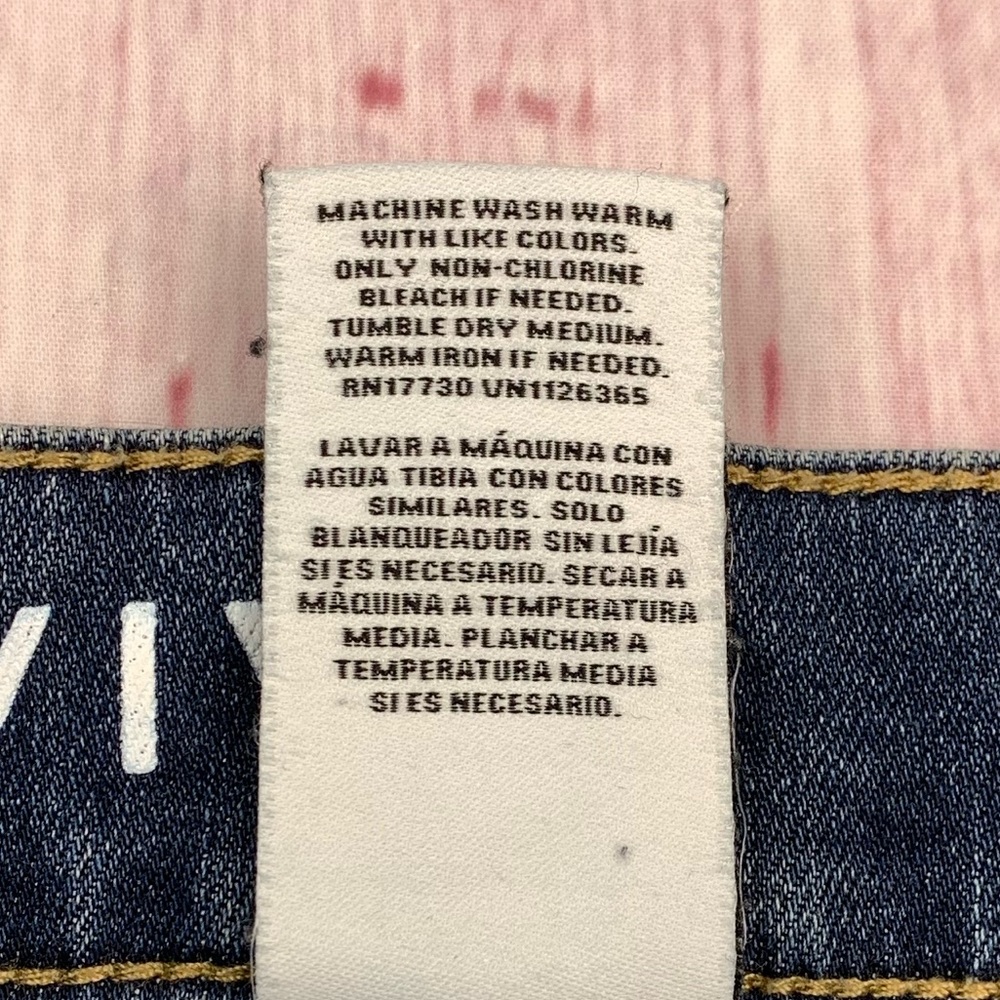 MACHINE WASH WARM
WITH LIKE COLORS.
ONLY NON-CHLORINE
BLEACH IF NEEDED.
TUMBLE DRY MEDIUM.
WARM IRON IF NEEDED.
RN17730 VN1126365
LAVAR A MÁQUINA CON
AGUA TIBIA CON COLORES
SIMILARES. SOLO
BLANQUEADOR SIN LEJÍA
SI ES NECESARIO. SECAR A
MÁQUINA A TEMPERATURA
MEDIA. PLANCHAR A
TEMPERATURA MEDIA
SI ES NECESARIO.